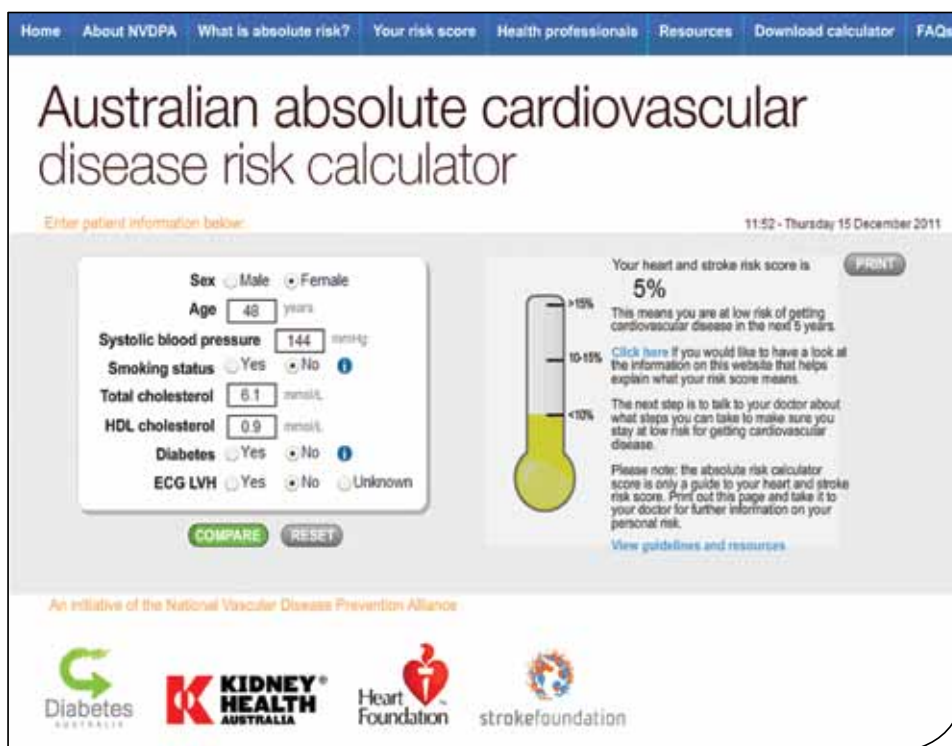 Home About NVDPA What is absolute risk? Your risk score Health professionals Resources Download calculator FAQs
Australian absolute cardiovascular
disease risk calculator
Enter patient information below:
11:52 - Thursday 15 December 2011
Sex Male Female
Age 48 years
Systolic blood pressure 144 mmHg
Smoking status Yes No i
Total cholesterol 6.1 mmol/L
HDL cholesterol 0.9 mmol/L
Diabetes Yes No i
ECG LVH Yes No Unknown
COMPARE RESET
>15%
10-15%
<10%
Your heart and stroke risk score is
PRINT
5%
This means you are at low risk of getting
cardiovascular disease in the next 5 years.
Click here if you would like to have a look at
the information on this website that helps
explain what your risk score means.
The next step is to talk to your doctor about
what steps you can take to make sure you
stay at low risk for getting cardiovascular
disease.
Please note: the absolute risk calculator
score is only a guide to your heart and stroke
risk score. Print out this page and take it to
your doctor for further information on your
personal risk.
View guidelines and resources
An initiative of the National Vascular Disease Prevention Alliance
Diabetes
AUSTRALIA
KIDNEY®
HEALTH
AUSTRALIA
Heart
Foundation
strokefoundation